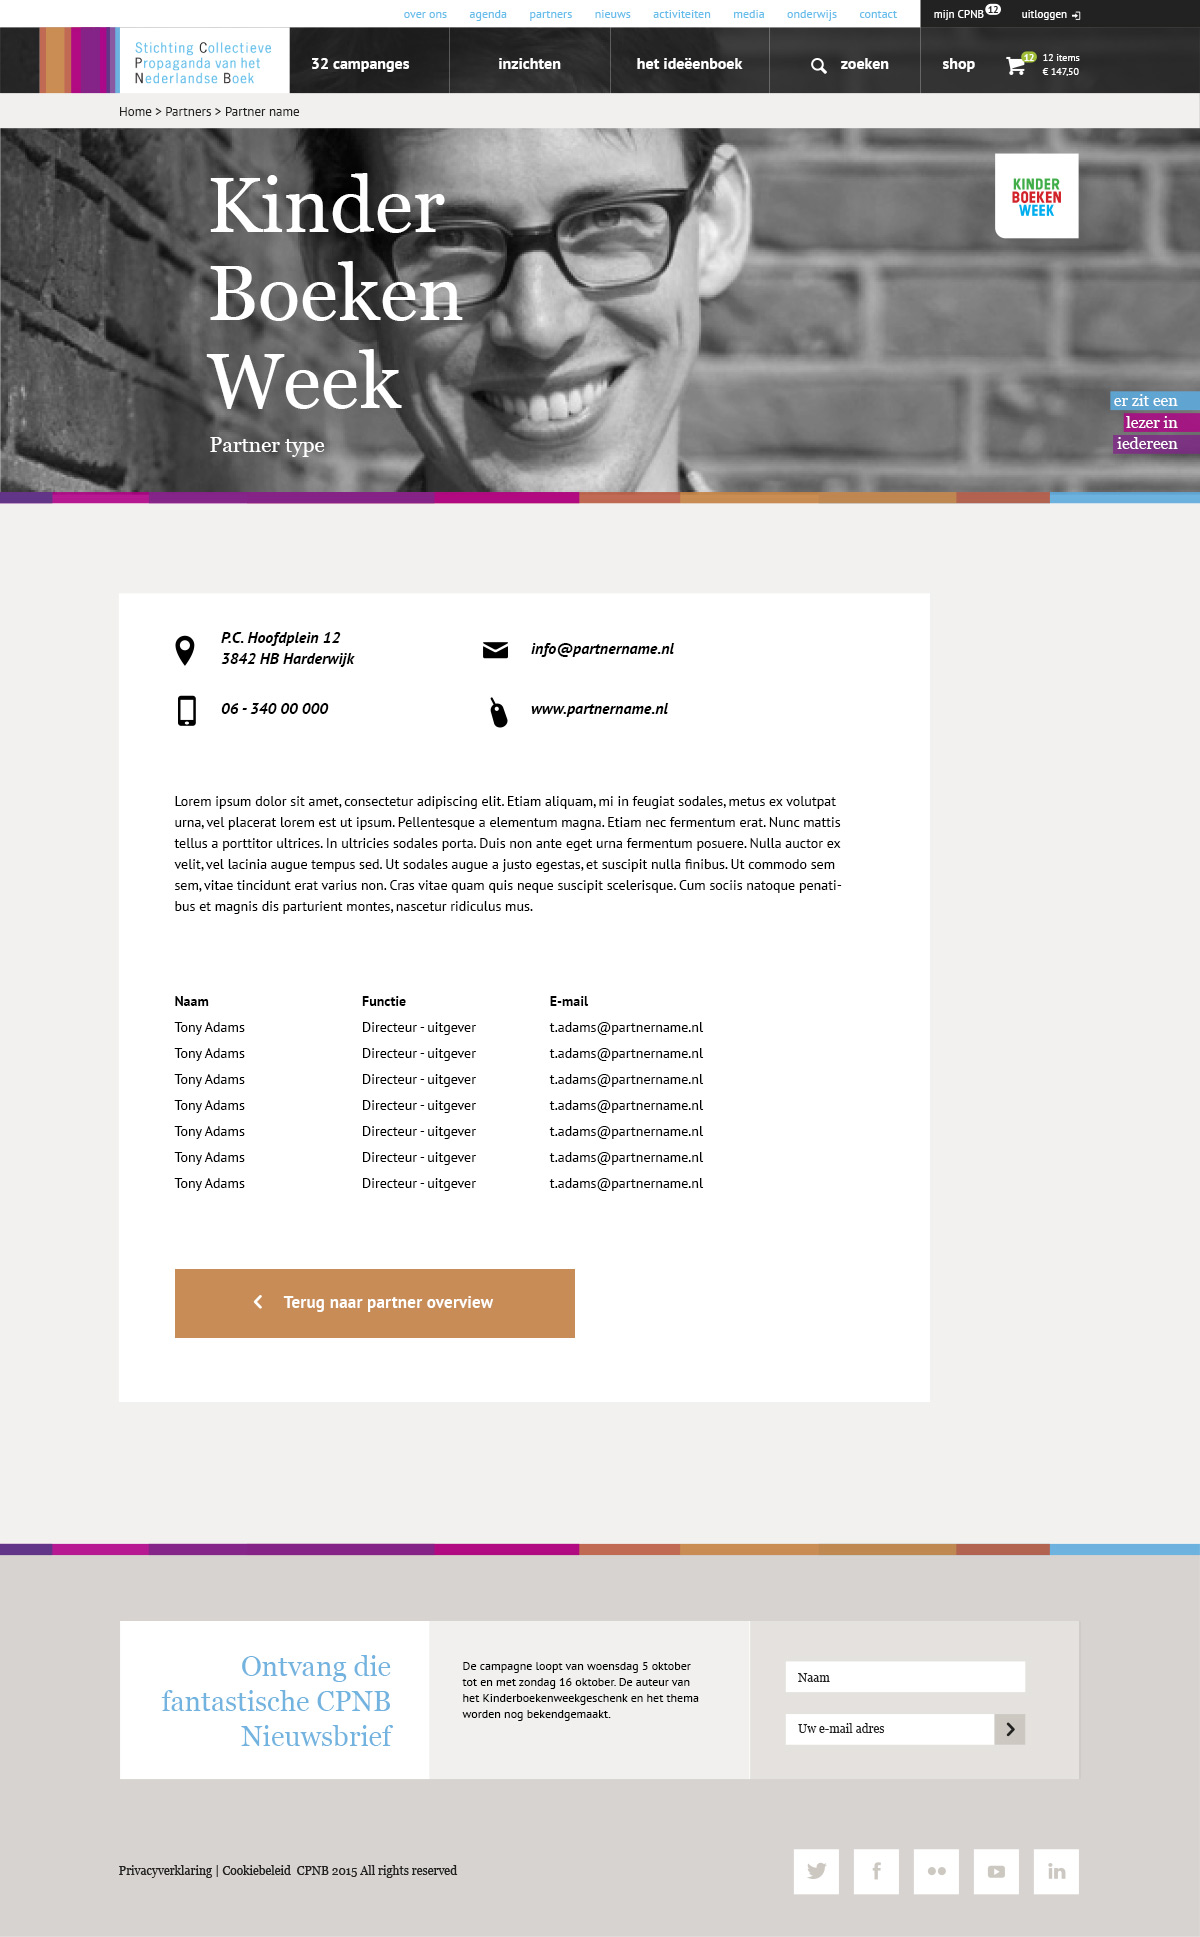 over ons agenda partners nieuws activiteiten media onderwijs contact mijn CPNB 12 uitloggen
Stichting Collectieve
Propaganda van het
Nederlandse Boek
32 campanges inzichten het ideëenboek zoeken shop 12 12 items
€ 147,50
Home > Partners > Partner name
Kinder
Boeken
Week
Partner type
KINDER
BOEKEN
WEEK
er zit een
lezer in
iedereen
P.C. Hoofdplein 12
3842 HB Harderwijk
info@partnername.nl
06 - 340 00 000
www.partnername.nl
Lorem ipsum dolor sit amet, consectetur adipiscing elit. Etiam aliquam, mi in feugiat sodales, metus ex volutpat
urna, vel placerat lorem est ut ipsum. Pellentesque a elementum magna. Etiam nec fermentum erat. Nunc mattis
tellus a porttitor ultrices. In ultricies sodales porta. Duis non ante eget urna fermentum posuere. Nulla auctor ex
velit, vel lacinia augue tempus sed. Ut sodales augue a justo egestas, et suscipit nulla finibus. Ut commodo sem
sem, vitae tincidunt erat varius non. Cras vitae quam quis neque suscipit scelerisque. Cum sociis natoque penati-
bus et magnis dis parturient montes, nascetur ridiculus mus.
Naam Functie E-mail
Tony Adams Directeur - uitgever t.adams@partnername.nl
Tony Adams Directeur - uitgever t.adams@partnername.nl
Tony Adams Directeur - uitgever t.adams@partnername.nl
Tony Adams Directeur - uitgever t.adams@partnername.nl
Tony Adams Directeur - uitgever t.adams@partnername.nl
Tony Adams Directeur - uitgever t.adams@partnername.nl
Tony Adams Directeur - uitgever t.adams@partnername.nl
Terug naar partner overview
Ontvang die
fantastische CPNB
Nieuwsbrief
De campagne loopt van woensdag 5 oktober
tot en met zondag 16 oktober. De auteur van
het Kinderboekenweekgeschenk en het thema
worden nog bekendgemaakt.
Naam
Uw e-mail adres
Privacyverklaring | Cookiebeleid CPNB 2015 All rights reserved